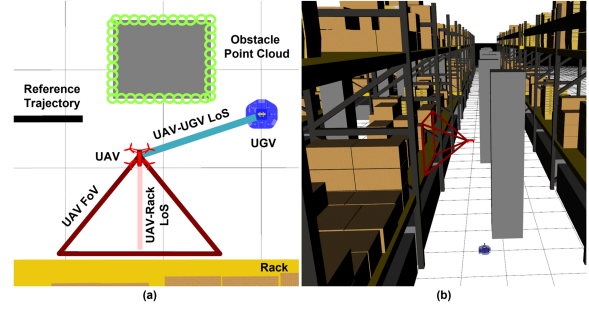 Obstacle
Point Cloud
Reference
Trajectory
UAV-UGV LoS
UGV
UAV
UAV FoV
UAV-Rack
LoS
Rack
(a)
(b)